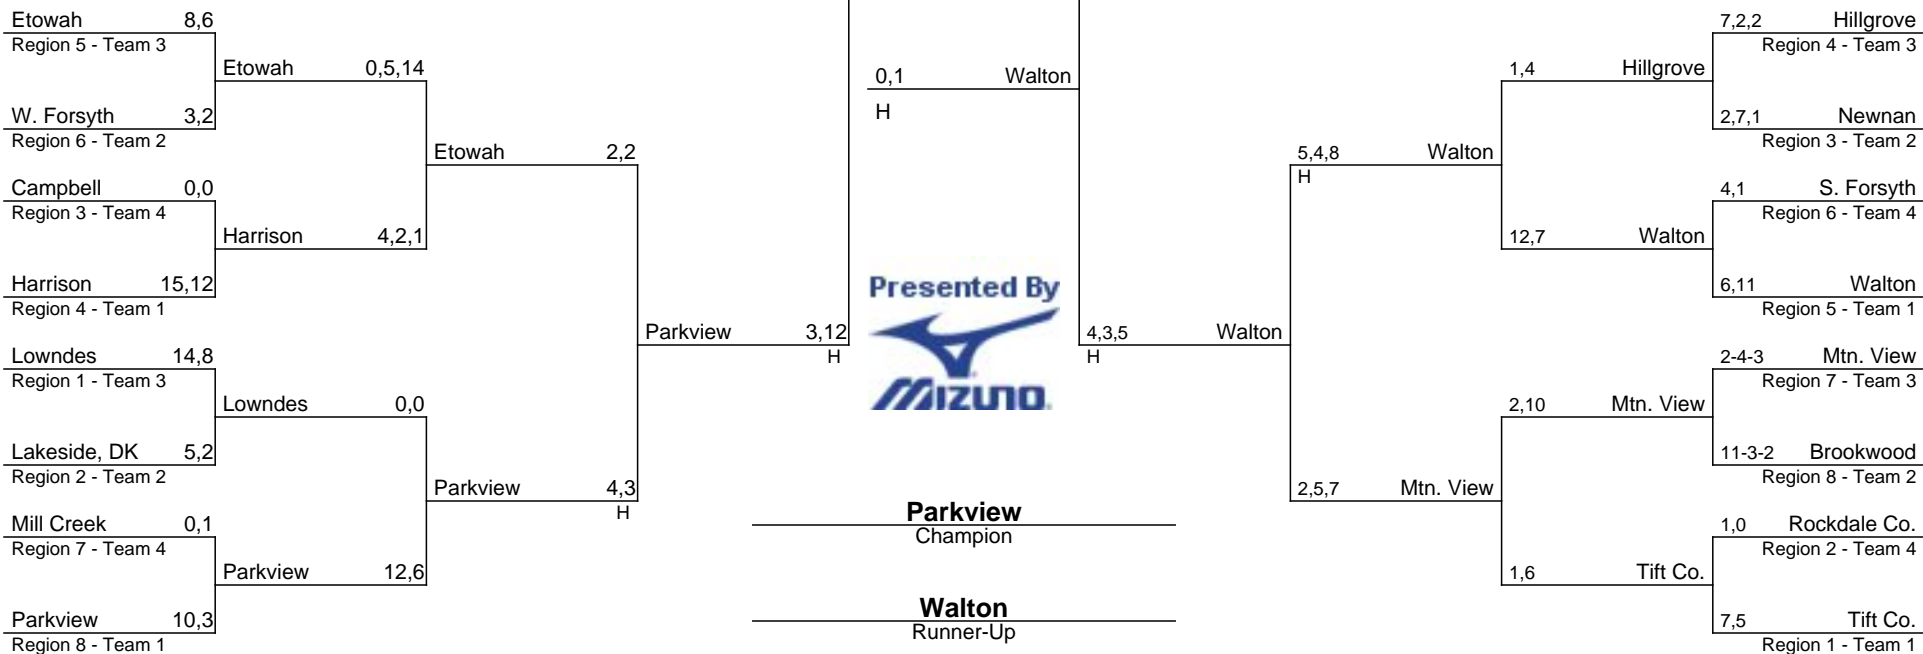 Etowah 8,6
Region 5 - Team 3
Etowah 0,5,14
W. Forsyth 3,2
Region 6 - Team 2
Etowah 2,2
Campbell 0,0
Region 3 - Team 4
Harrison 4,2,1
Harrison 15,12
Region 4 - Team 1
Parkview 3,12
H
Lowndes 14,8
Region 1 - Team 3
Lowndes 0,0
Lakeside, DK 5,2
Region 2 - Team 2
Parkview 4,3
H
Mill Creek 0,1
Region 7 - Team 4
Parkview 12,6
Parkview 10,3
Region 8 - Team 1
0,1 Walton
H
Presented By
MIZUNO
Parkview
Champion
Walton
Runner-Up
4,3,5 Walton
H
5,4,8 Walton
H
2,5,7 Mtn. View
1,4 Hillgrove
12,7 Walton
2,10 Mtn. View
1,6 Tift Co.
7,2,2 Hillgrove
Region 4 - Team 3
2,7,1 Newnan
Region 3 - Team 2
4,1 S. Forsyth
Region 6 - Team 4
6,11 Walton
Region 5 - Team 1
2-4-3 Mtn. View
Region 7 - Team 3
11-3-2 Brookwood
Region 8 - Team 2
1,0 Rockdale Co.
Region 2 - Team 4
7,5 Tift Co.
Region 1 - Team 1